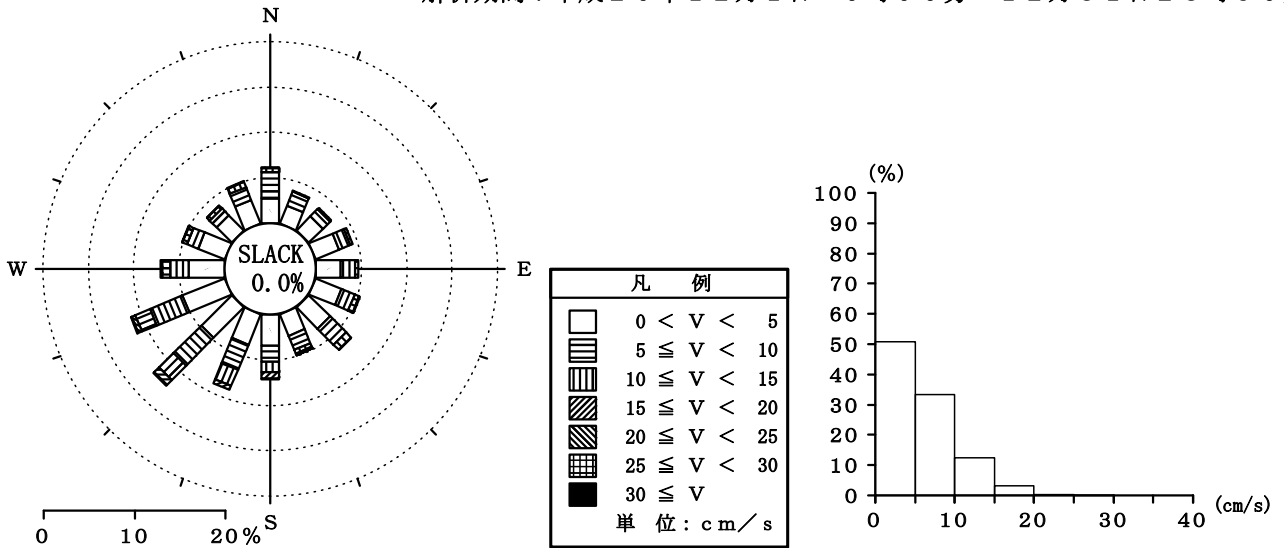 N
W
E
S
SLACK
0.0%
0 10 20%
凡 例
0 < V < 5
5 ≦ V < 10
10 ≦ V < 15
15 ≦ V < 20
20 ≦ V < 25
25 ≦ V < 30
30 ≦ V
単 位:cm/s
(%)
100
90
80
70
60
50
40
30
20
10
0
0 10 20 30 40 (cm/s)